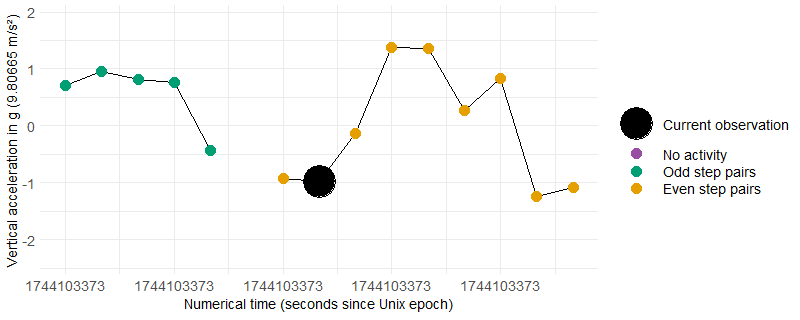 Vertical acceleration in g (9.80665 m/s²)
2
1
0
-1
-2
1744103373 1744103373 1744103373 1744103373 1744103373
Numerical time (seconds since Unix epoch)
Current observation
No activity
Odd step pairs
Even step pairs